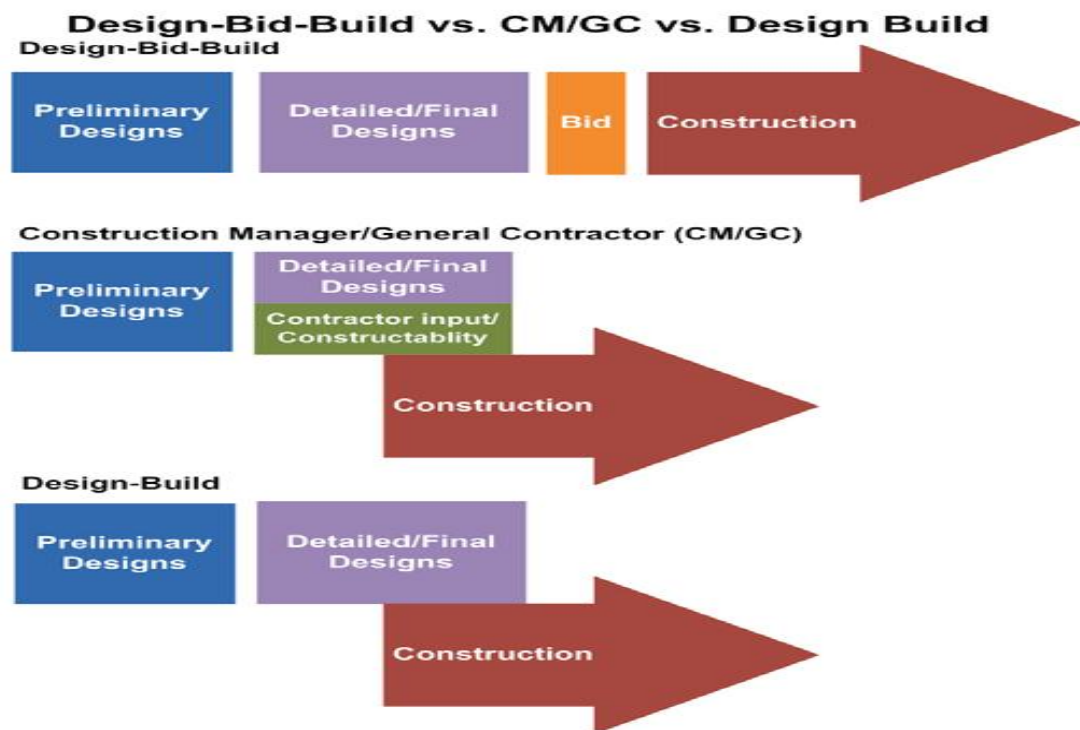 Design-Bid-Build vs. CM/GC vs. Design Build
Design-Bid-Build
Preliminary
Designs
Detailed/Final
Designs
Bid
Construction
Construction Manager/General Contractor (CM/GC)
Preliminary
Designs
Detailed/Final
Designs
Contractor input/
Constructablity
Construction
Design-Build
Preliminary
Designs
Detailed/Final
Designs
Construction